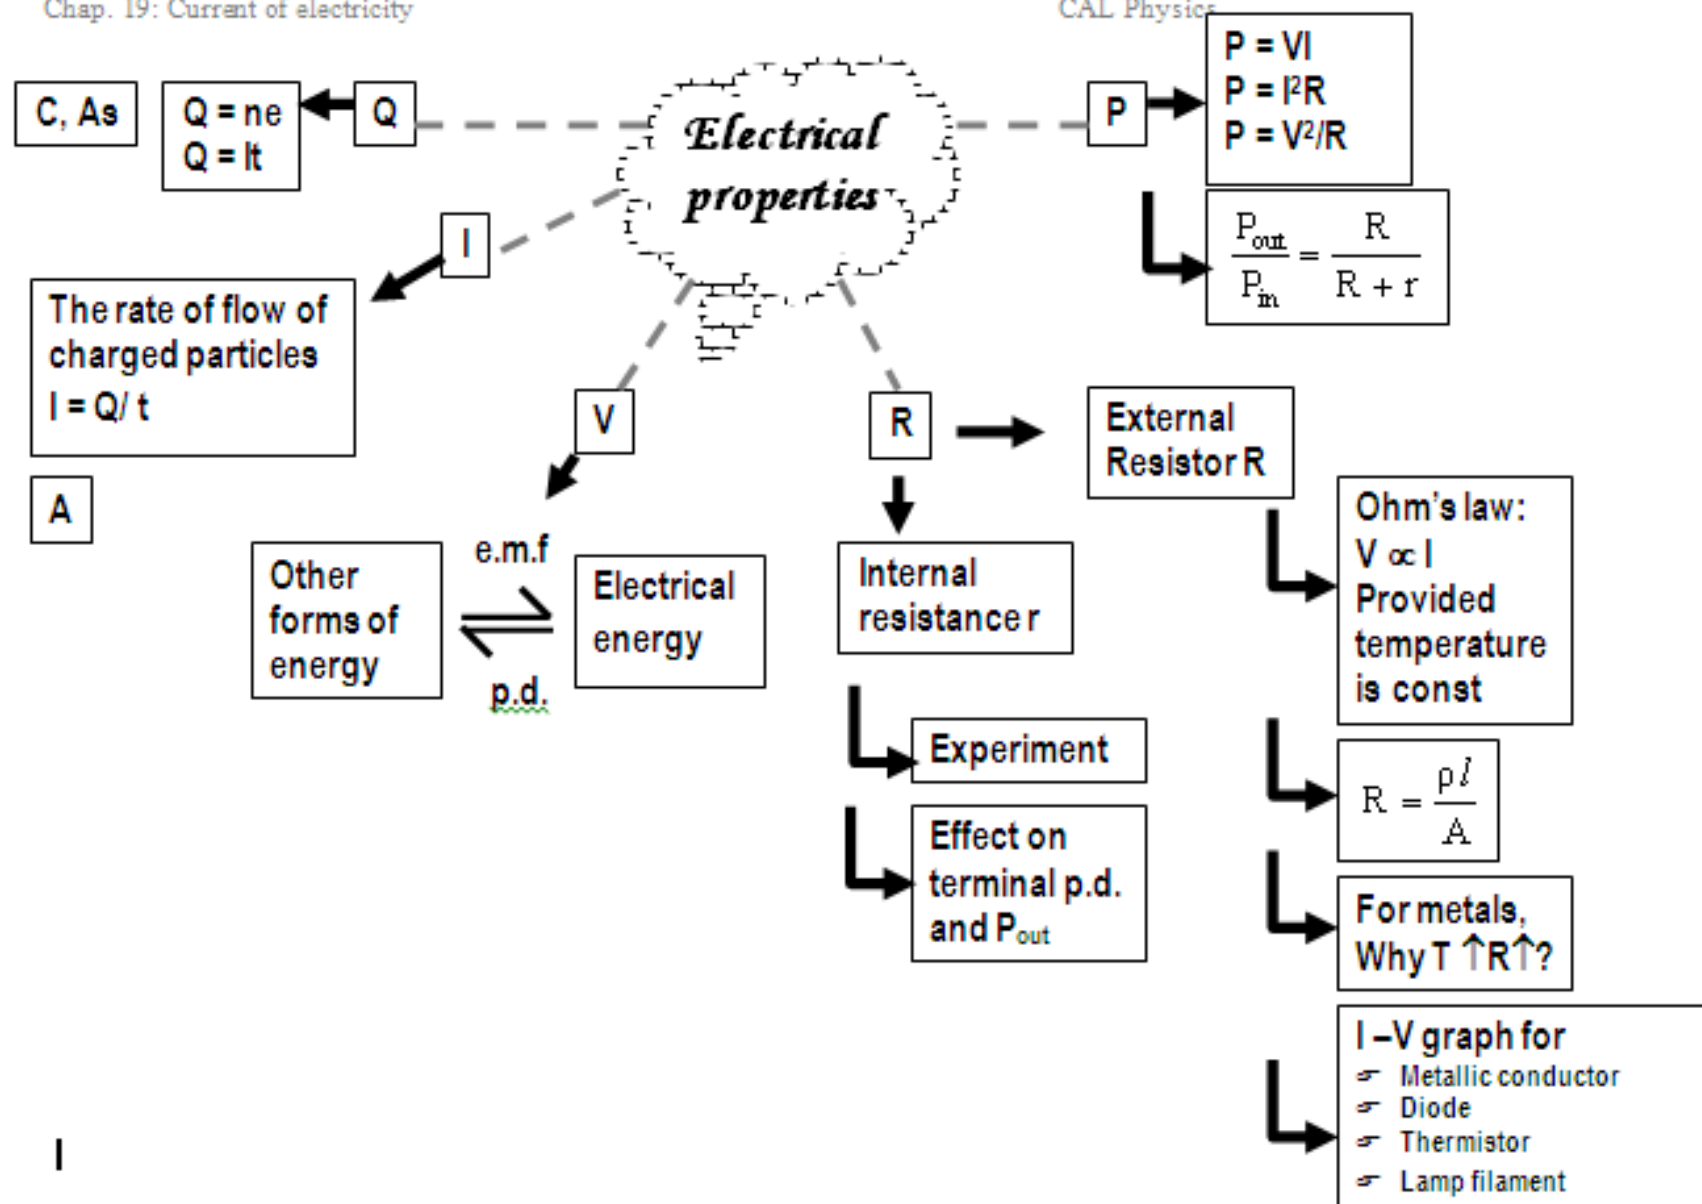 Chap. 19: Current of electricity
CAL Physics
Electrical
properties
Q
Q = ne
Q = It
C, As
I
The rate of flow of
charged particles
I = Q/ t
A
V
e.m.f
Other
forms of
energy
Electrical
energy
p.d.
R
Internal
resistance r
Experiment
Effect on
terminal p.d.
and Pout
External
Resistor R
Ohm's law:
V ∝ I
Provided
temperature
is const
R = ρl/A
For metals,
Why T ↑R↑?
I –V graph for
☞ Metallic conductor
☞ Diode
☞ Thermistor
☞ Lamp filament
P
P = VI
P = I²R
P = V²/R
Pout/Pin = R/R + r
I